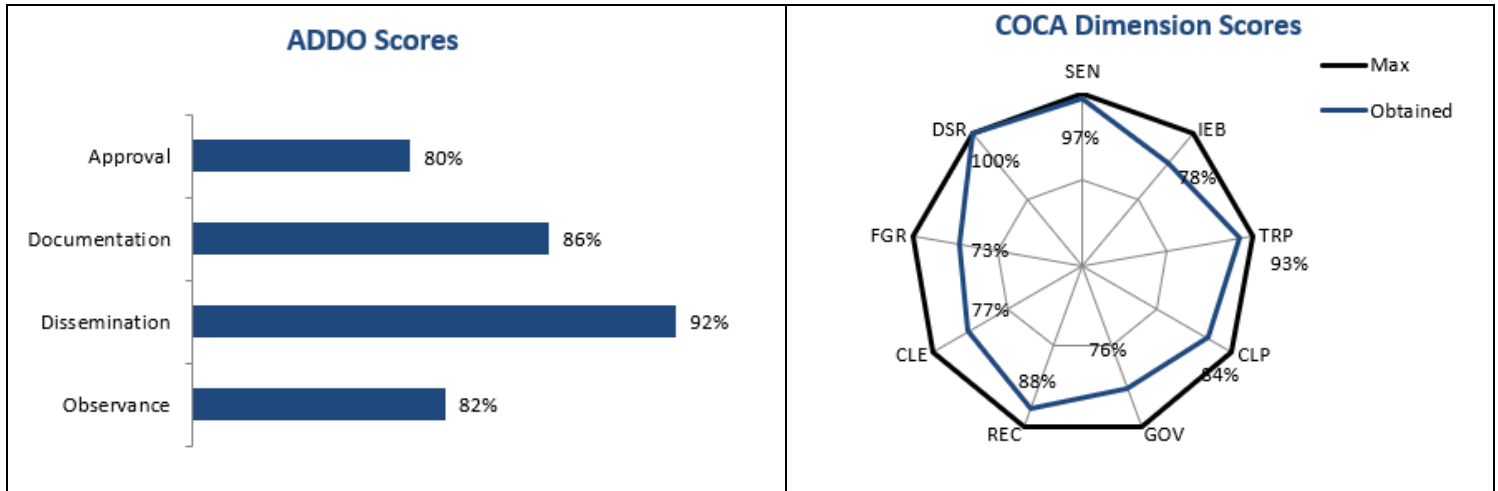 ADDO Scores
Approval
80%
Documentation
86%
Dissemination
92%
Observance
82%
COCA Dimension Scores
Max
Obtained
SEN
97%
IEB
78%
TRP
93%
CLP
84%
GOV
76%
REC
88%
CLE
77%
FGR
73%
DSR
100%